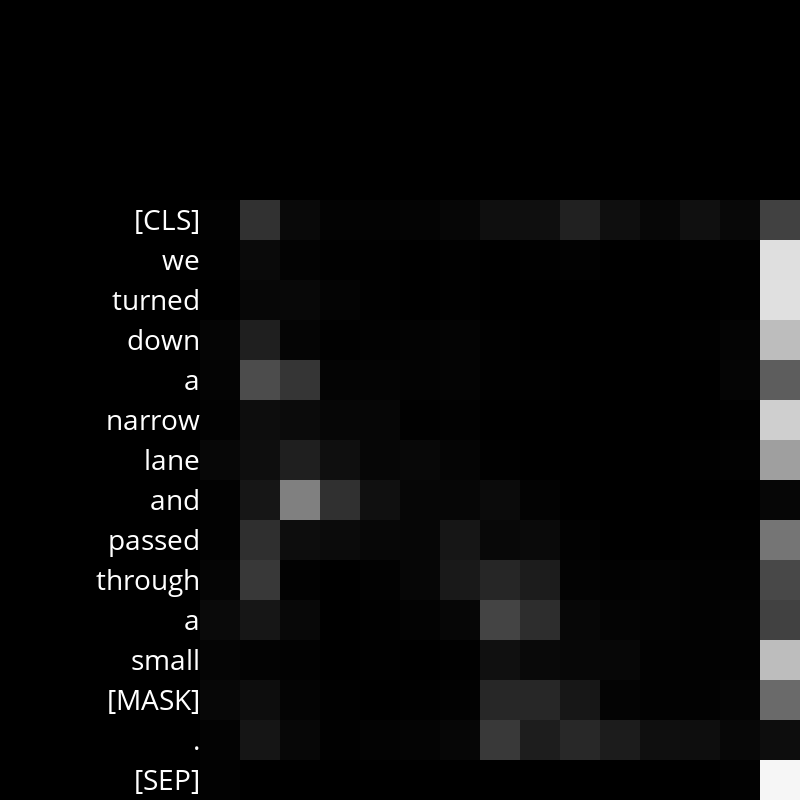 [CLS]
we
turned
down
a
narrow
lane
and
passed
through
a
small
[MASK]
.
[SEP]